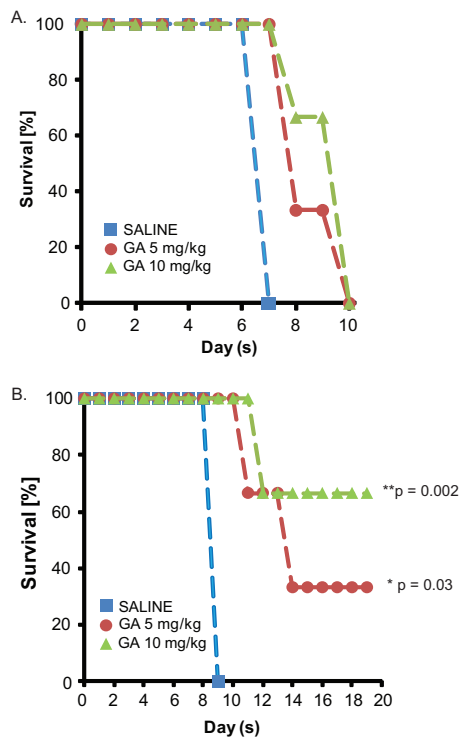 A.
Survival [%]
100
80
60
40
20
0
SALINE
GA 5 mg/kg
GA 10 mg/kg
0 2 4 6 8 10
Day (s)
B.
Survival [%]
100
80
60
40
20
0
**p = 0.002
* p = 0.03
SALINE
GA 5 mg/kg
GA 10 mg/kg
0 2 4 6 8 10 12 14 16 18 20
Day (s)